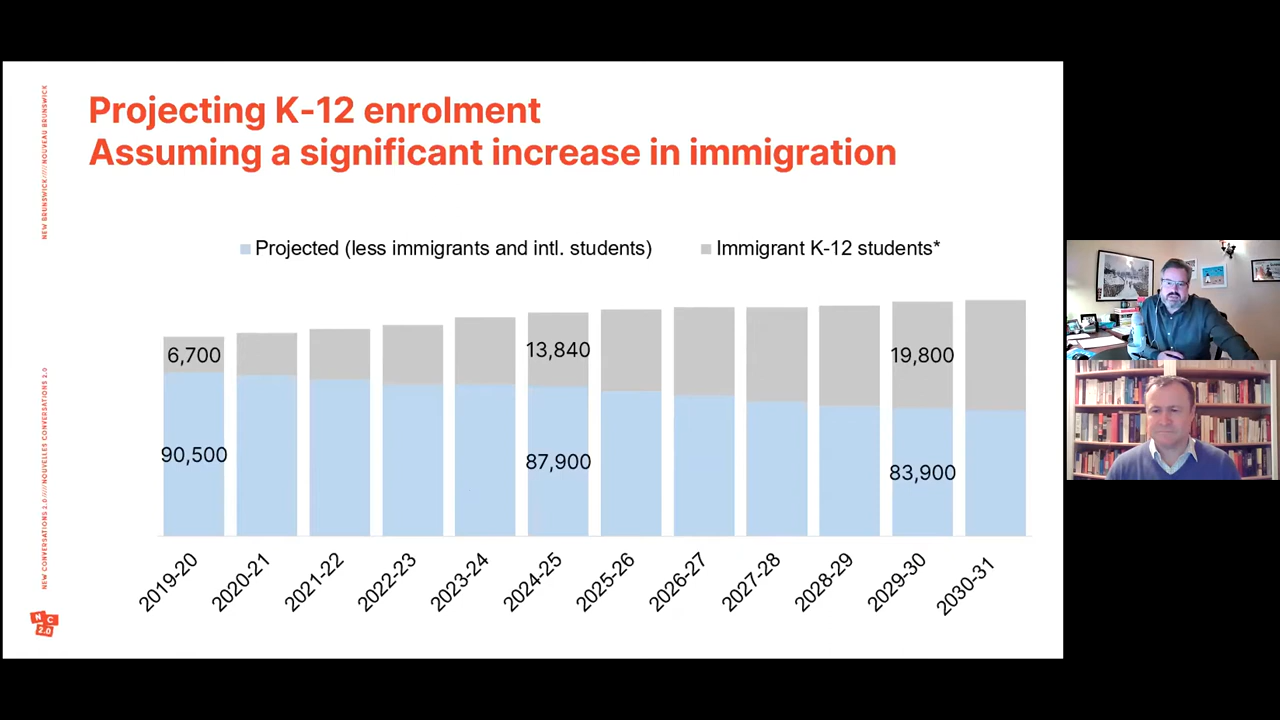 Projecting K-12 enrolment
Assuming a significant increase in immigration
Projected (less immigrants and intl. students)
Immigrant K-12 students*
6,700
13,840
19,800
90,500
87,900
83,900
2019-20
2020-21
2021-22
2022-23
2023-24
2024-25
2025-26
2026-27
2027-28
2028-29
2029-30
2030-31
NEW BRUNSWICK/////NOUVEAU BRUNSWICK
NEW CONVERSATIONS 2.0/////NOUVELLES CONVERSATIONS 2.0
N C
2.0